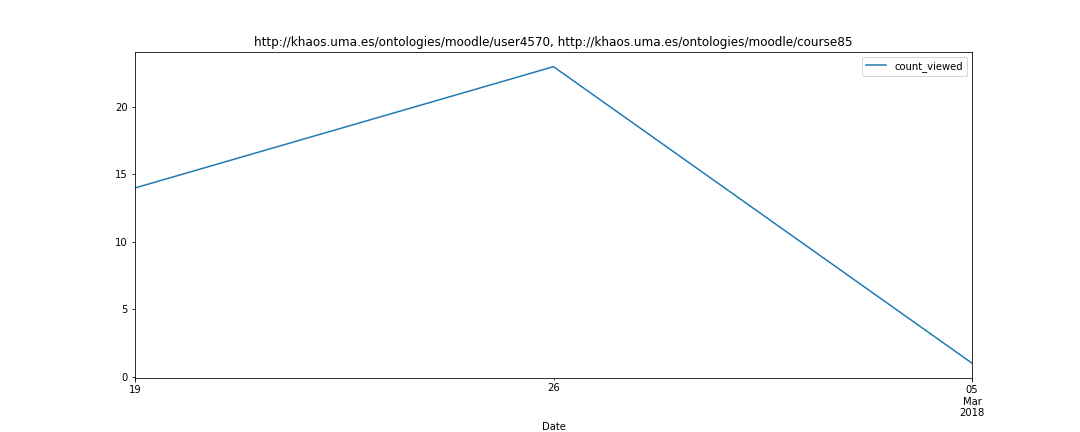 http://khaos.uma.es/ontologies/moodle/user4570, http://khaos.uma.es/ontologies/moodle/course85
count_viewed
20
15
10
5
0
19
26
05
Mar
2018
Date